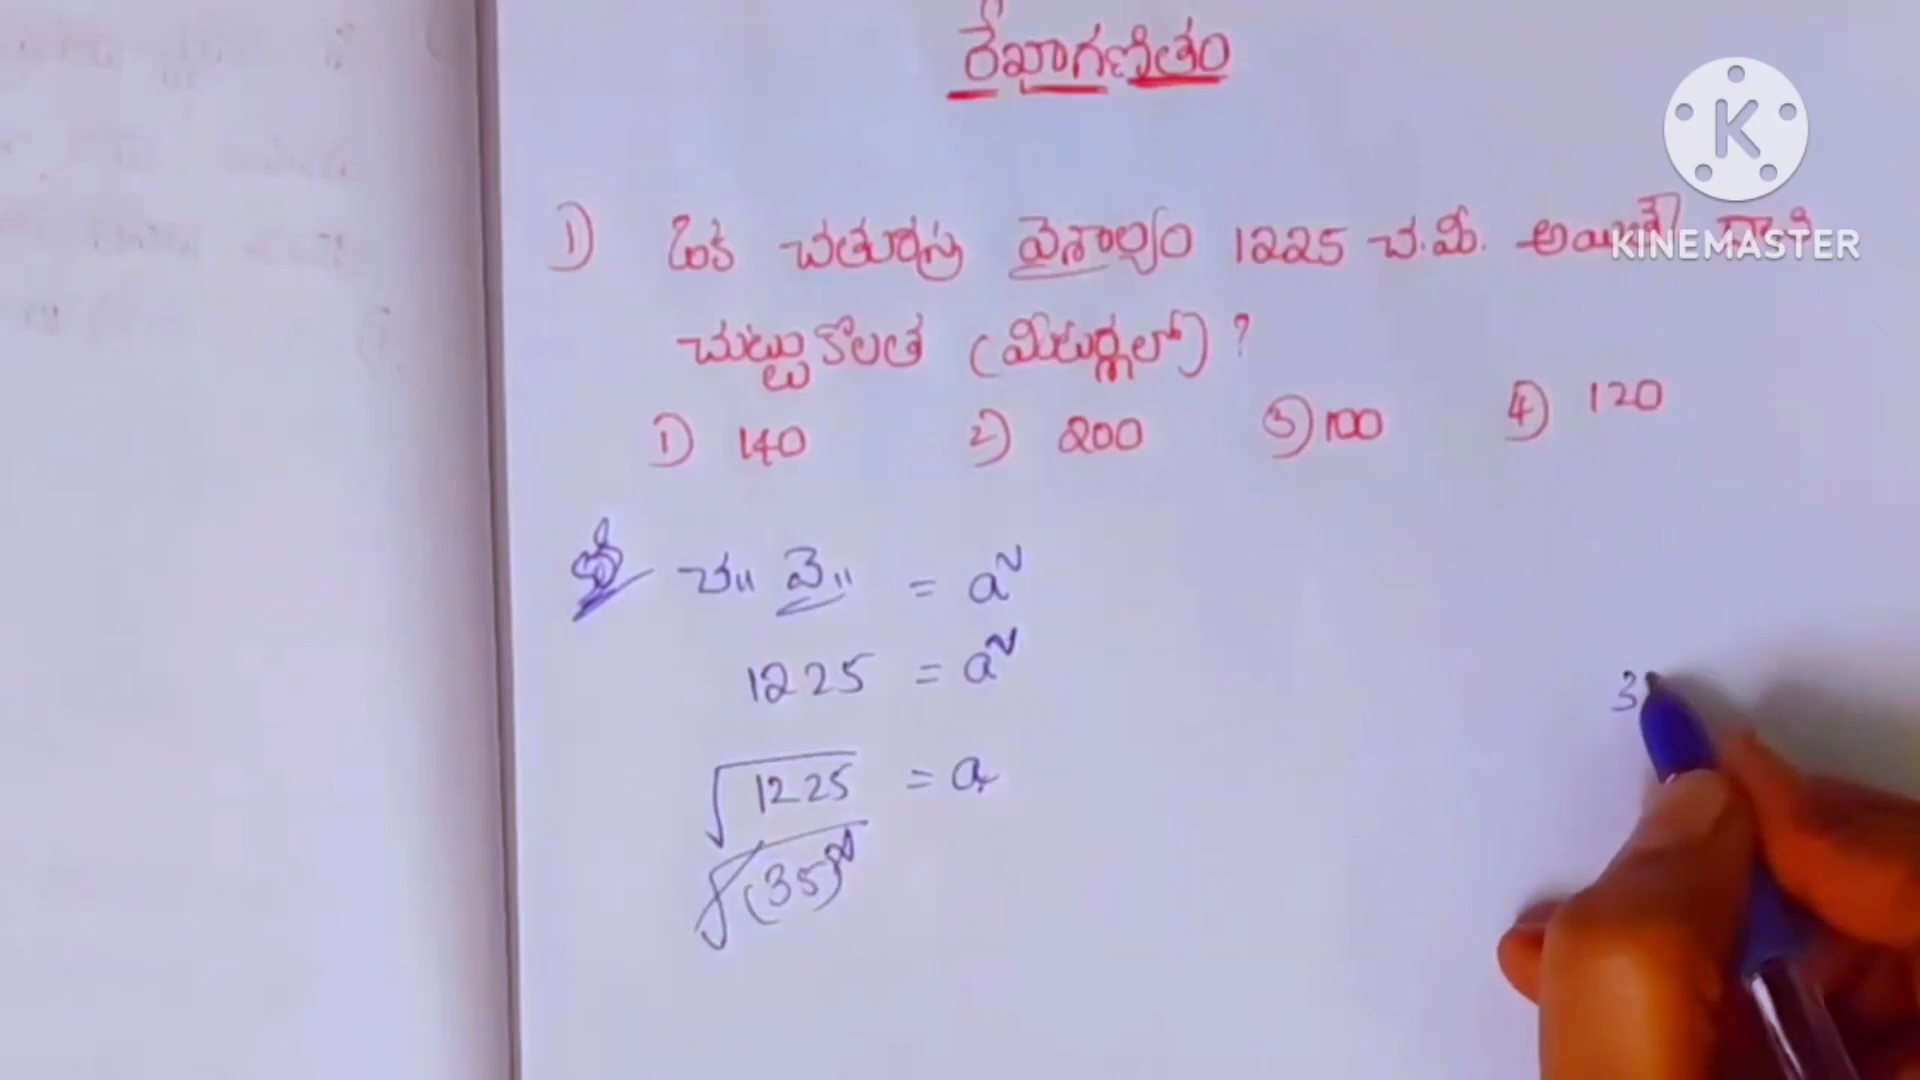 రేఖాగణితం
K
KINEMASTER
1) ఒక చతురస్ర వైశాల్యం 1225 చ.మీ. అయితే
చుట్టుకొలత (మీటర్లలో) ?
1) 140 2) 200 3) 100 4) 120
చ॥ వై॥ = a²
1225 = a²
√1225 = a
√(35)²
3